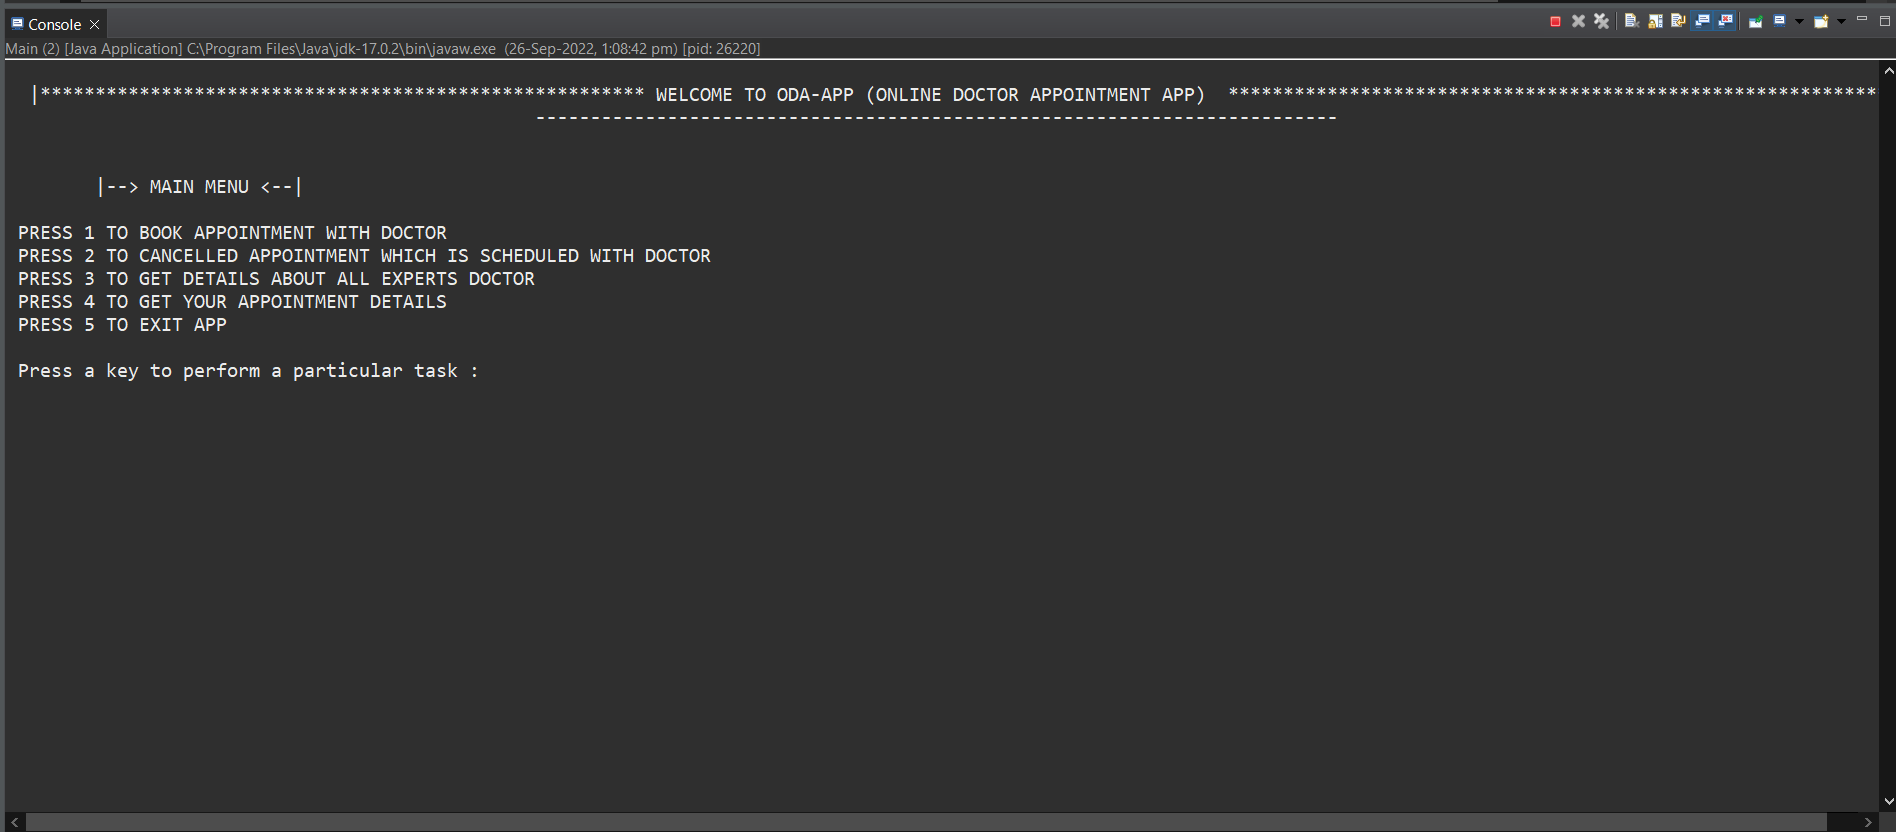 Console
Main (2) [Java Application] C:\Program Files\Java\jdk-17.0.2\bin\javaw.exe (26-Sep-2022, 1:08:42 pm) [pid: 26220]
|******************************************************* WELCOME TO ODA-APP (ONLINE DOCTOR APPOINTMENT APP)  ***********************************************************
-------------------------------------------------------------------------
|--> MAIN MENU <--|
PRESS 1 TO BOOK APPOINTMENT WITH DOCTOR
PRESS 2 TO CANCELLED APPOINTMENT WHICH IS SCHEDULED WITH DOCTOR
PRESS 3 TO GET DETAILS ABOUT ALL EXPERTS DOCTOR
PRESS 4 TO GET YOUR APPOINTMENT DETAILS
PRESS 5 TO EXIT APP
Press a key to perform a particular task :